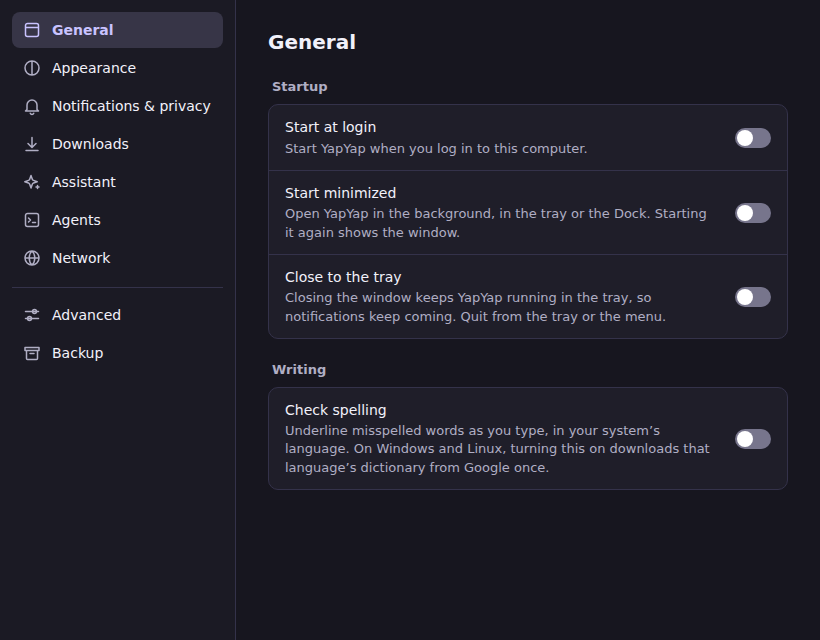 General
Appearance
Notifications & privacy
Downloads
Assistant
Agents
Network
Advanced
Backup
General
Startup
Start at login
Start YapYap when you log in to this computer.
Start minimized
Open YapYap in the background, in the tray or the Dock. Starting
it again shows the window.
Close to the tray
Closing the window keeps YapYap running in the tray, so
notifications keep coming. Quit from the tray or the menu.
Writing
Check spelling
Underline misspelled words as you type, in your system’s
language. On Windows and Linux, turning this on downloads that
language’s dictionary from Google once.